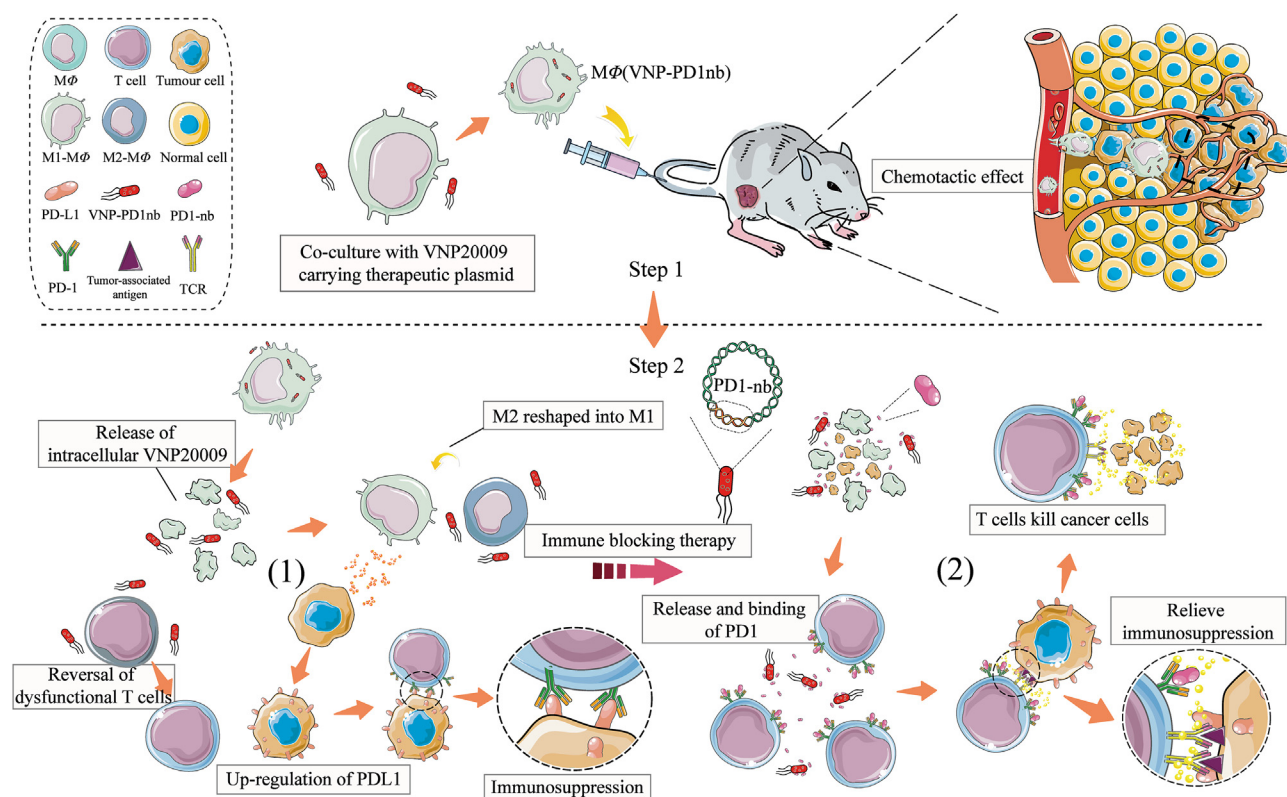 MΦ
T cell
Tumour cell
M1-MΦ
M2-MΦ
Normal cell
PD-L1
VNP-PD1nb
PD1-nb
PD-1
Tumor-associated
antigen
TCR
MΦ(VNP-PD1nb)
Co-culture with VNP20009
carrying therapeutic plasmid
Chemotactic effect
Step 1
Step 2
Release of
intracellular VNP20009
M2 reshaped into M1
PD1-nb
Immune blocking therapy
(1)
Reversal of
dysfunctional T cells
Up-regulation of PDL1
Immunosuppression
Release and binding
of PD1
(2)
T cells kill cancer cells
Relieve
immunosuppression